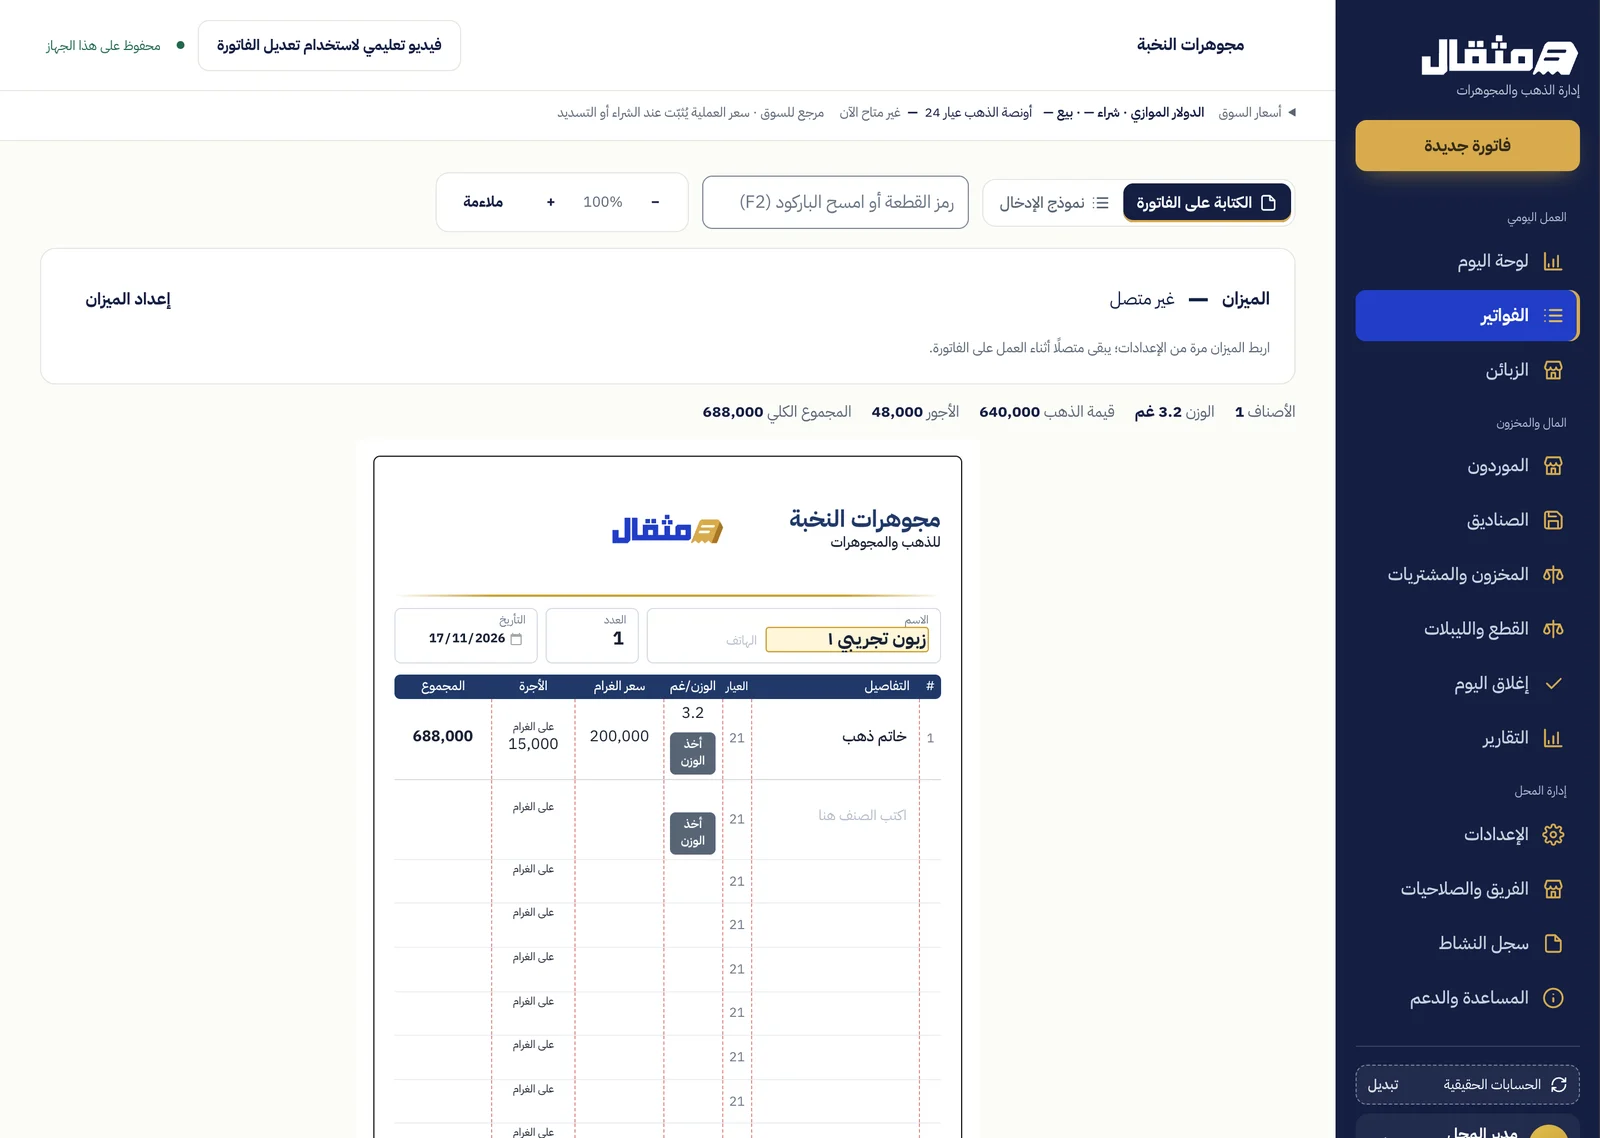 مثقال
إدارة الذهب والمجوهرات
فاتورة جديدة
العمل اليومي
لوحة اليوم
الفواتير
الزبائن
المال والمخزون
الموردون
الصناديق
المخزون والمشتريات
القطع والليبلات
إغلاق اليوم
التقارير
إدارة المحل
الإعدادات
الفريق والصلاحيات
سجل النشاط
المساعدة والدعم
الحسابات الحقيقية تبديل
مدير المحل
مجوهرات النخبة
فيديو تعليمي لاستخدام تعديل الفاتورة
محفوظ على هذا الجهاز
أسعار السوق الدولار الموازي · شراء — · بيع — أونصة الذهب عيار 24 — غير متاح الآن مرجع للسوق · سعر العملية يُثبّت عند الشراء أو التسديد
الكتابة على الفاتورة نموذج الإدخال
رمز القطعة أو امسح الباركود (F2)
− 100% + ملاءمة
الميزان — غير متصل
إعداد الميزان
اربط الميزان مرة من الإعدادات؛ يبقى متصلًا أثناء العمل على الفاتورة.
الأصناف 1 الوزن 3.2 غم قيمة الذهب 640,000 الأجور 48,000 المجموع الكلي 688,000
مجوهرات النخبة
للذهب والمجوهرات
مثقال
الاسم
زبون تجريبي ١ الهاتف
العدد
1
التأريخ
17/11/2026
# التفاصيل العيار الوزن/غم سعر الغرام الأجرة المجموع
1 خاتم ذهب 21 3.2 أخذ الوزن 200,000 على الغرام 15,000 688,000
اكتب الصنف هنا 21 أخذ الوزن على الغرام
21 على الغرام
21 على الغرام
21 على الغرام
21 على الغرام
21 على الغرام
21 على الغرام
على الغرام